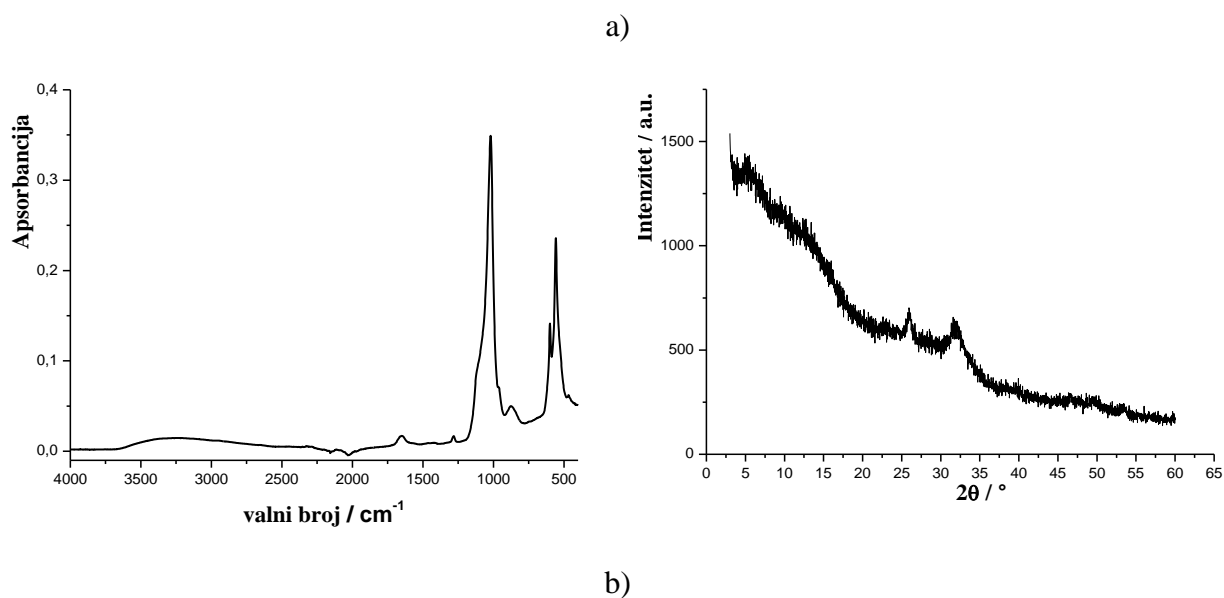 a)
0,4
0,3
0,2
0,1
0,0
Apsorbancija
4000 3500 3000 2500 2000 1500 1000 500
valni broj / cm-1
1500
1000
500
0
Intenzitet / a.u.
0 5 10 15 20 25 30 35 40 45 50 55 60 65
2θ / °
b)